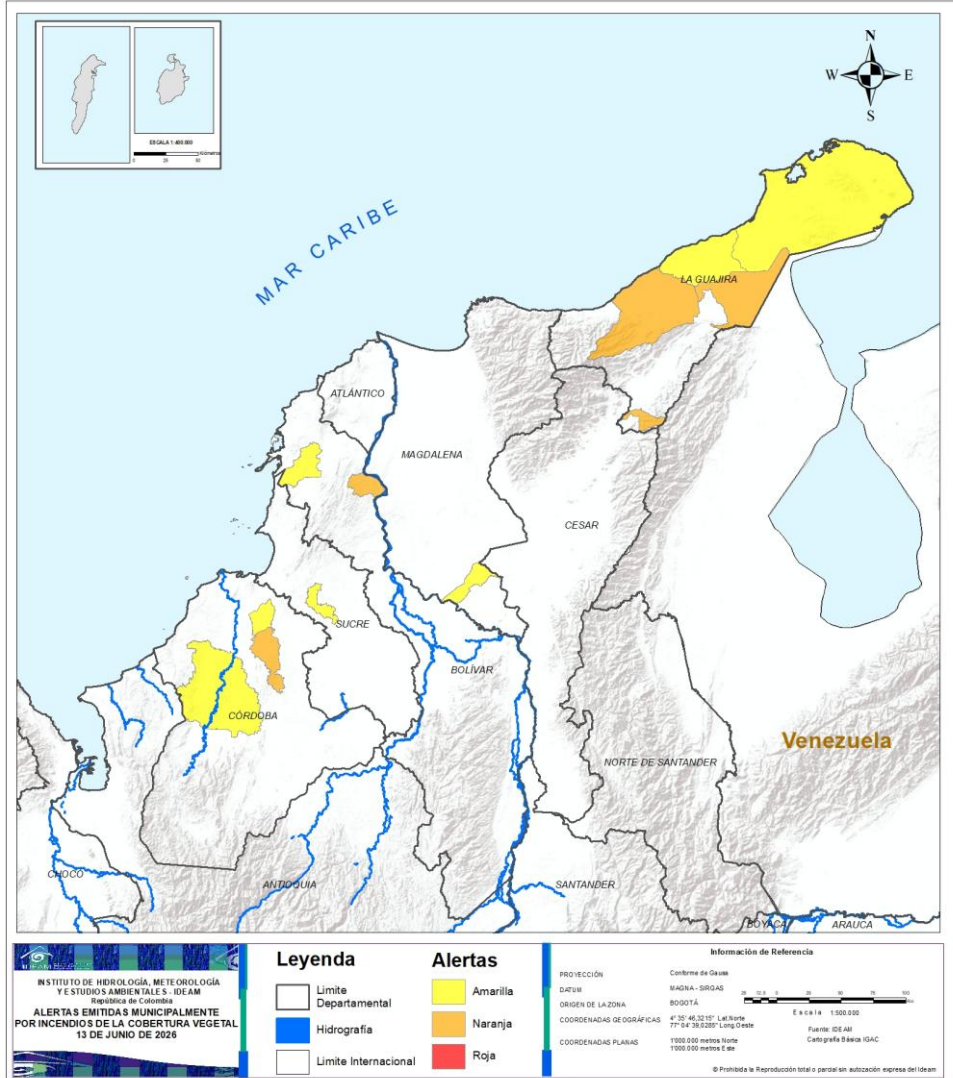 ESCALA 1:400.000
0 25 50 Kilómetros
N
W E
S
MAR CARIBE
LA GUAJIRA
ATLÁNTICO
MAGDALENA
CESAR
SUCRE
BOLÍVAR
CÓRDOBA
Venezuela
NORTE DE SANTANDER
CHOCÓ
ANTIOQUIA
SANTANDER
BOYACÁ
ARAUCA
IDEAM
INSTITUTO DE HIDROLOGÍA, METEOROLOGÍA
Y ESTUDIOS AMBIENTALES - IDEAM
República de Colombia
ALERTAS EMITIDAS MUNICIPALMENTE
POR INCENDIOS DE LA COBERTURA VEGETAL
13 DE JUNIO DE 2026
Leyenda
Limite
Departamental
Hidrografía
Limite Internacional
Alertas
Amarilla
Naranja
Roja
Información de Referencia
PROYECCIÓN Conforme de Gauss
DATUM MAGNA - SIRGAS
ORIGEN DE LA ZONA BOGOTÁ
COORDENADAS GEOGRÁFICAS 4° 35' 46,3215" Lat.Norte
77° 04' 39,0285" Long.Oeste
COORDENADAS PLANAS 1'000.000 metros Norte
1'000.000 metros Este
Escala 1:500.000
Fuente: IDEAM
Cartografía Básica IGAC
© Prohibida la Reproducción total o parcial sin autozación expresa del Ideam